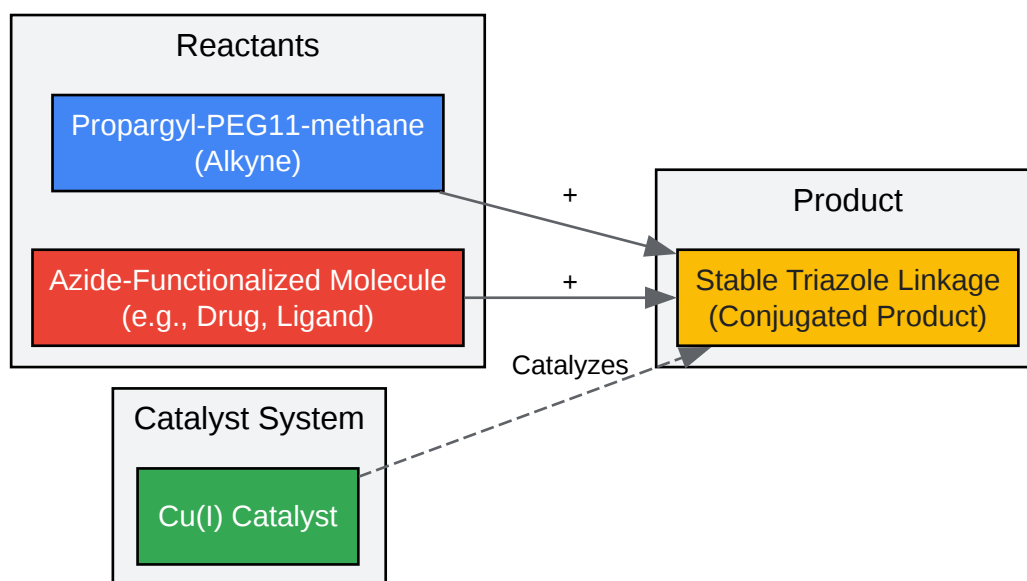 Reactants
Propargyl-PEG11-methane
(Alkyne)
+
Product
Azide-Functionalized Molecule
(e.g., Drug, Ligand)
+
Stable Triazole Linkage
(Conjugated Product)
Catalyzes
Catalyst System
Cu(I) Catalyst